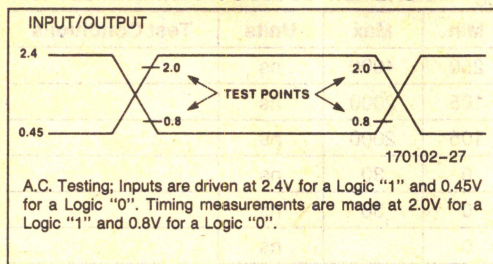 INPUT/OUTPUT
2.4
2.0
2.0
TEST POINTS
0.8
0.8
0.45
170102-27
A.C. Testing; Inputs are driven at 2.4V for a Logic "1" and 0.45V
for a Logic "0". Timing measurements are made at 2.0V for a
Logic "1" and 0.8V for a Logic "0".